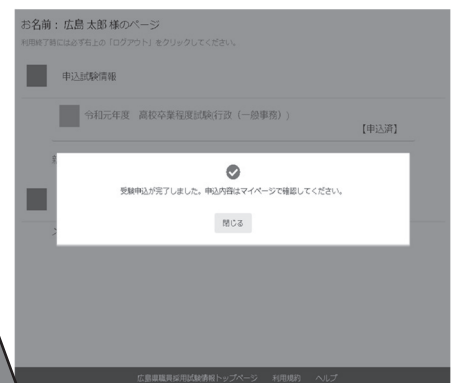 お名前：広島 太郎 様のページ
利用終了時には必ず右上の「ログアウト」をクリックしてください。
申込試験情報
令和元年度　高校卒業程度試験(行政（一般事務）)
【申込済】
受験申込が完了しました。申込内容はマイページで確認してください。
閉じる
広島県職員採用試験情報トップページ　利用規約　ヘルプ